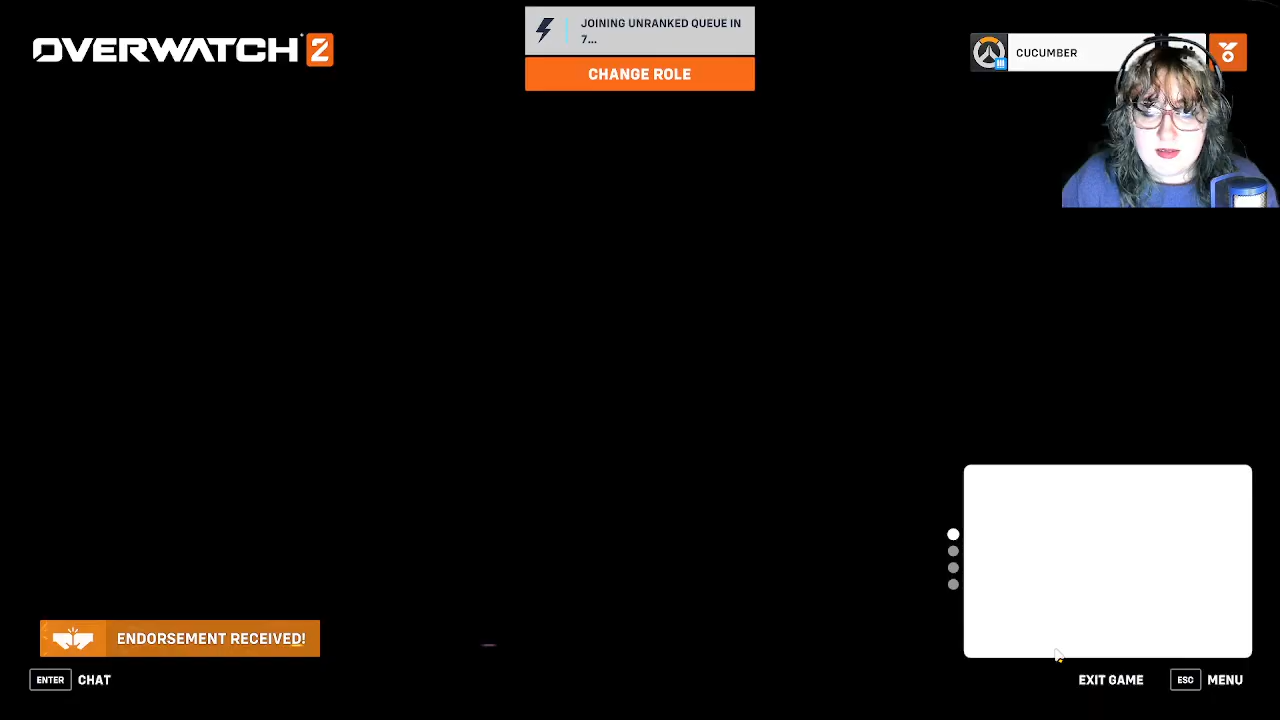 OVERWATCH 2
JOINING UNRANKED QUEUE IN
7...
CHANGE ROLE
CUCUMBER
ENDORSEMENT RECEIVED!
ENTER CHAT
EXIT GAME
ESC MENU